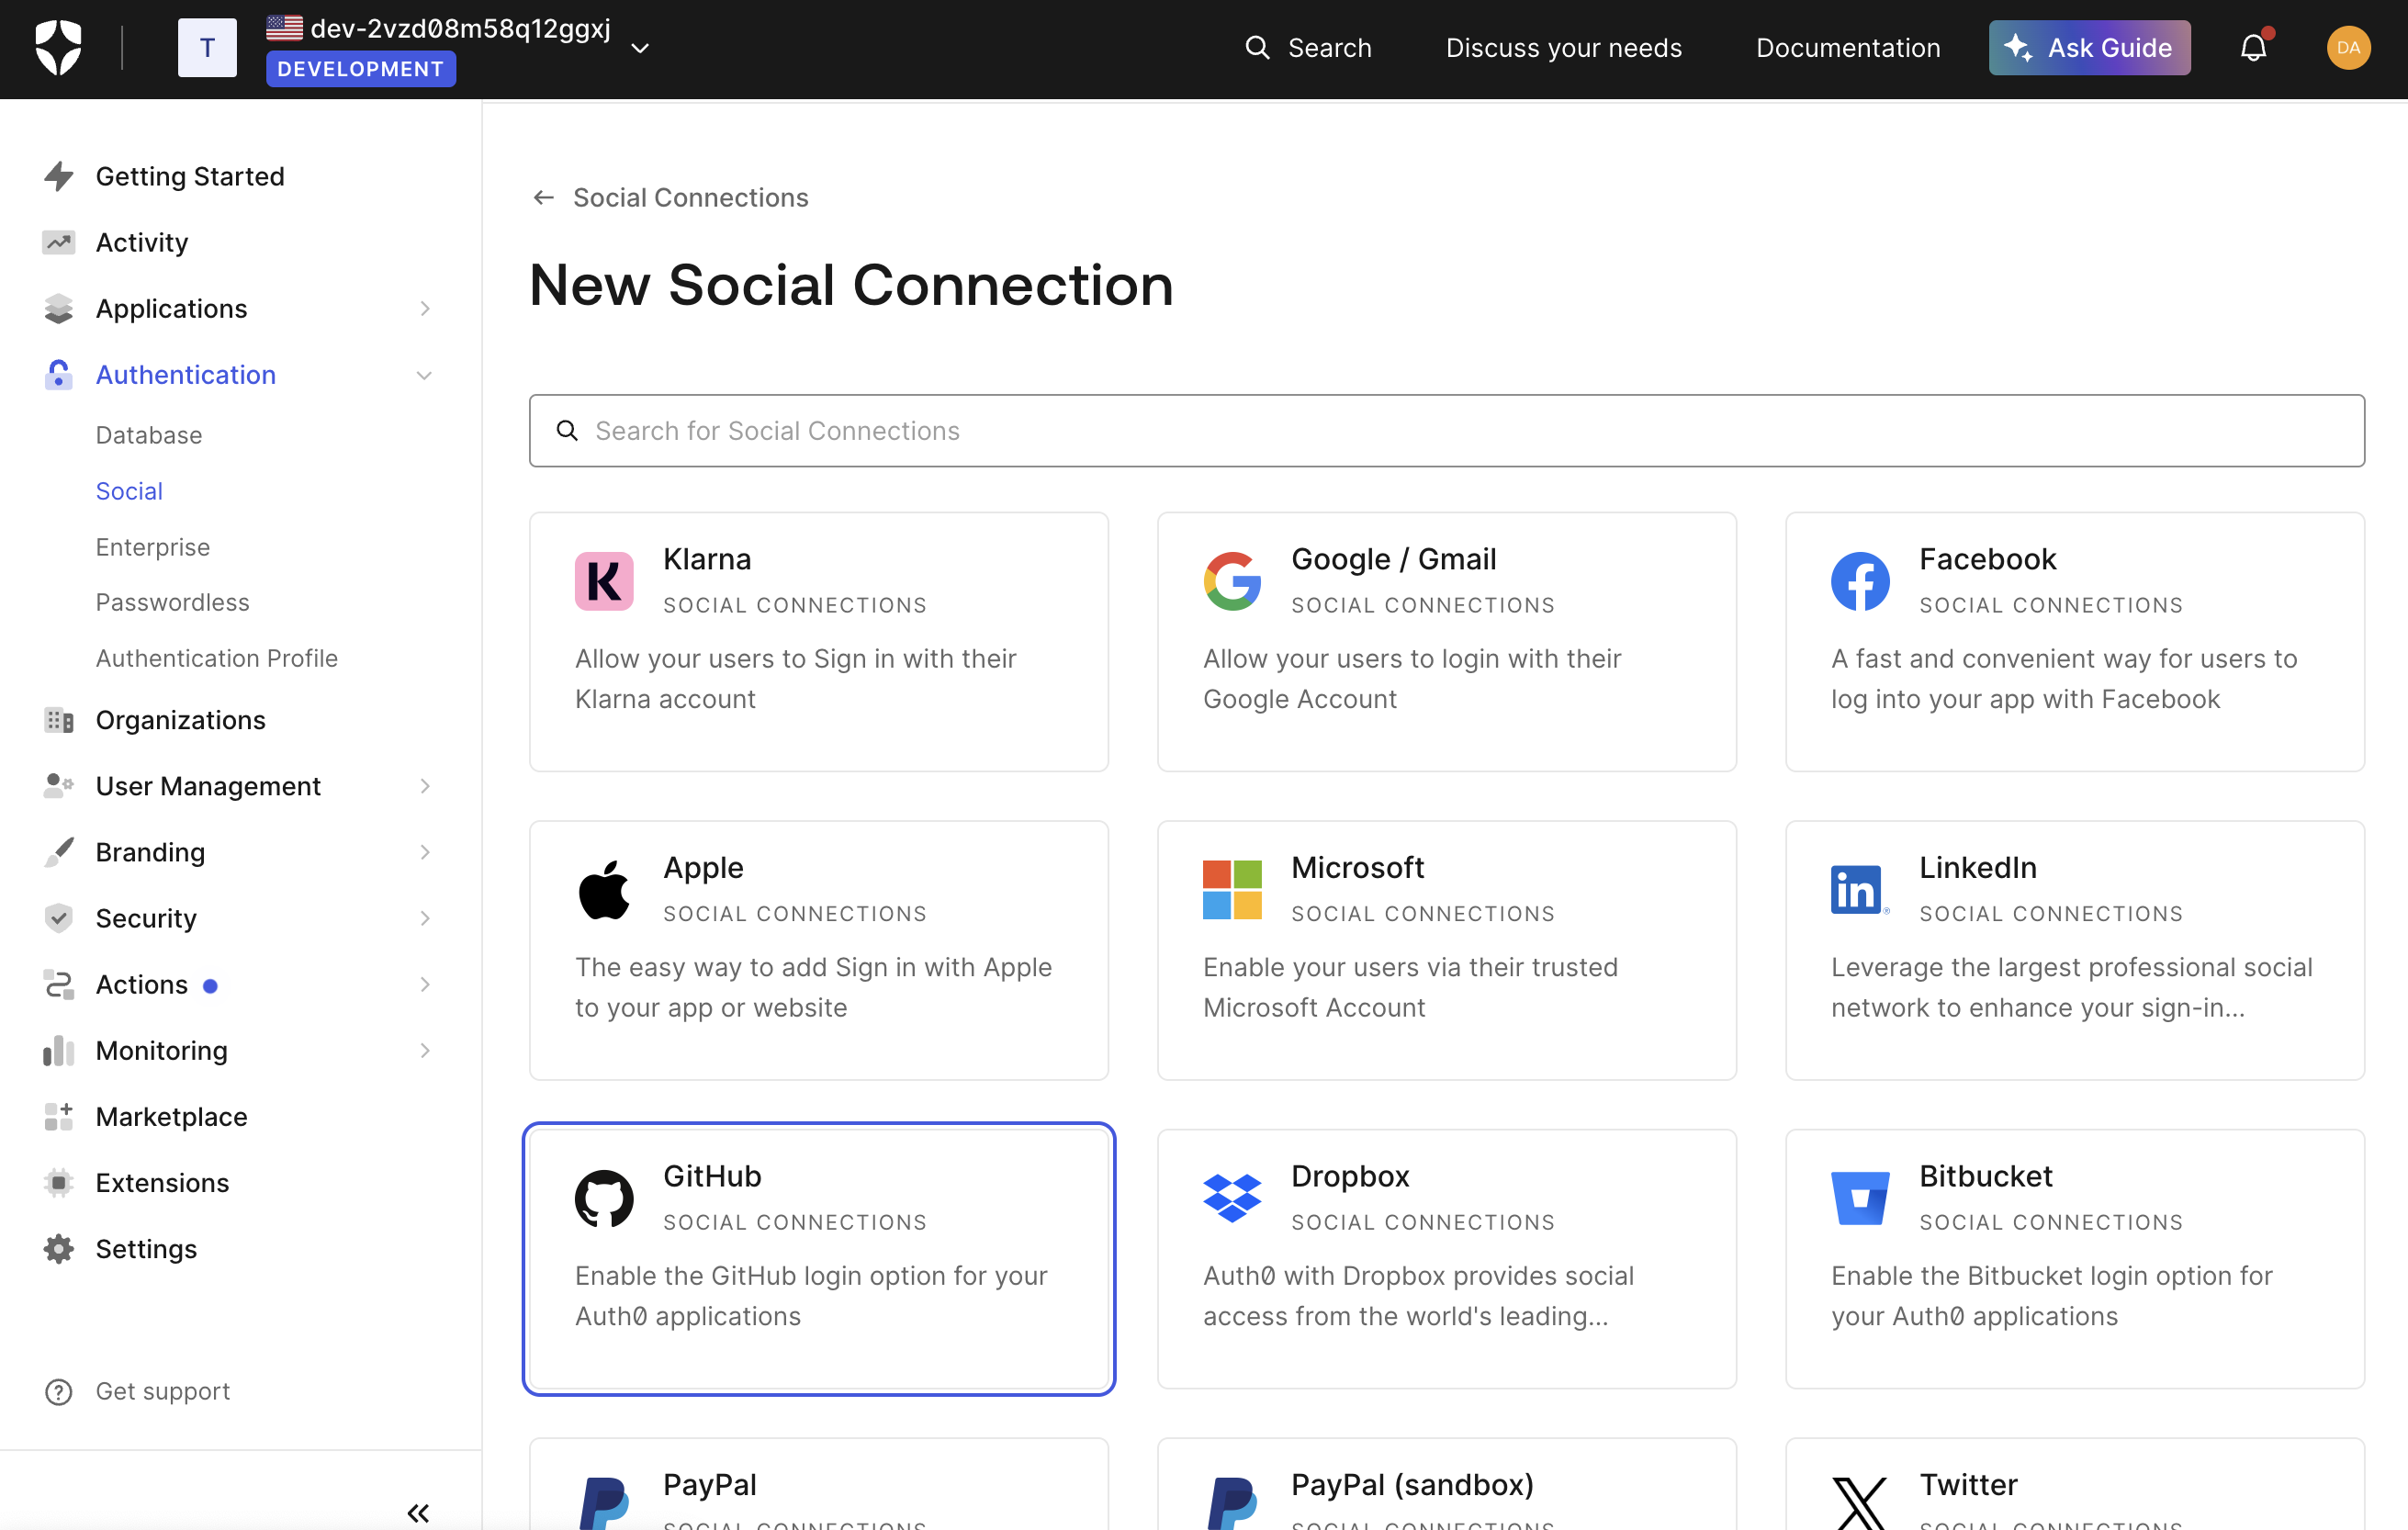 T
dev-2vzd08m58q12ggxj
DEVELOPMENT
Search
Discuss your needs
Documentation
Ask Guide
DA
Getting Started
Activity
Applications
Authentication
Database
Social
Enterprise
Passwordless
Authentication Profile
Organizations
User Management
Branding
Security
Actions
Monitoring
Marketplace
Extensions
Settings
Get support
Social Connections
New Social Connection
Search for Social Connections
Klarna
SOCIAL CONNECTIONS
Allow your users to Sign in with their
Klarna account
Google / Gmail
SOCIAL CONNECTIONS
Allow your users to login with their
Google Account
Facebook
SOCIAL CONNECTIONS
A fast and convenient way for users to
log into your app with Facebook
Apple
SOCIAL CONNECTIONS
The easy way to add Sign in with Apple
to your app or website
Microsoft
SOCIAL CONNECTIONS
Enable your users via their trusted
Microsoft Account
LinkedIn
SOCIAL CONNECTIONS
Leverage the largest professional social
network to enhance your sign-in...
GitHub
SOCIAL CONNECTIONS
Enable the GitHub login option for your
Auth0 applications
Dropbox
SOCIAL CONNECTIONS
Auth0 with Dropbox provides social
access from the world's leading...
Bitbucket
SOCIAL CONNECTIONS
Enable the Bitbucket login option for
your Auth0 applications
PayPal
SOCIAL CONNECTIONS
PayPal (sandbox)
SOCIAL CONNECTIONS
Twitter
SOCIAL CONNECTIONS